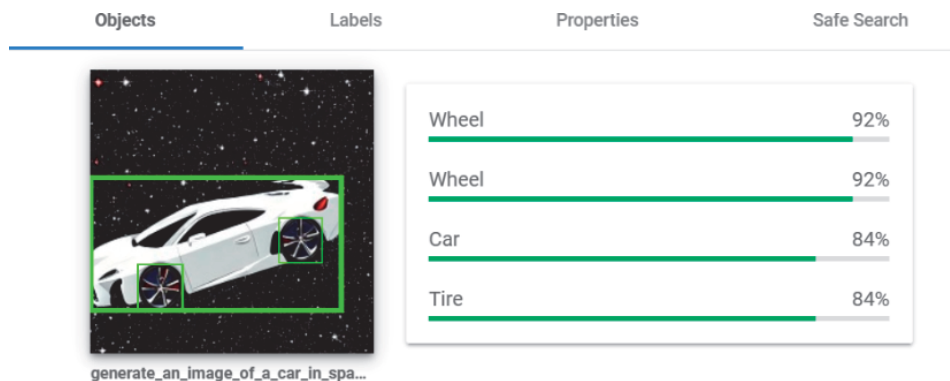 Objects Labels Properties Safe Search
Wheel 92%
Wheel 92%
Car 84%
Tire 84%
generate_an_image_of_a_car_in_spa...